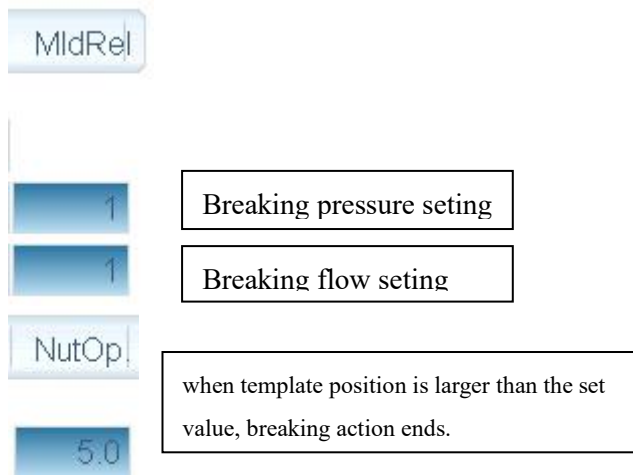 MldRel
1
Breaking pressure seting
1
Breaking flow seting
NutOp
when template position is larger than the set
value, breaking action ends.
5.0